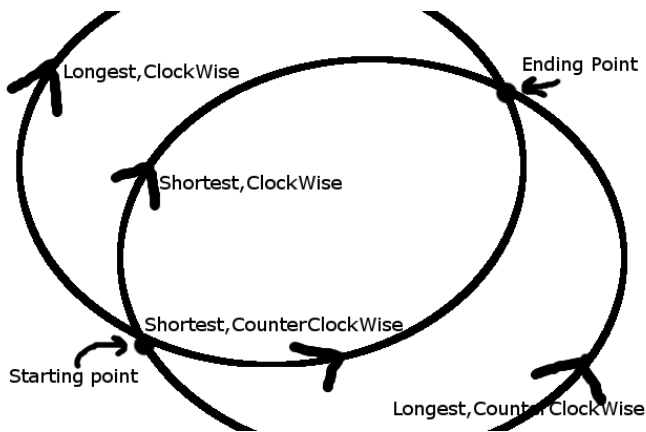 Ending Point
Longest,ClockWise
Shortest,ClockWise
Shortest,CounterClockWise
Starting point
Longest,CounterClockWise